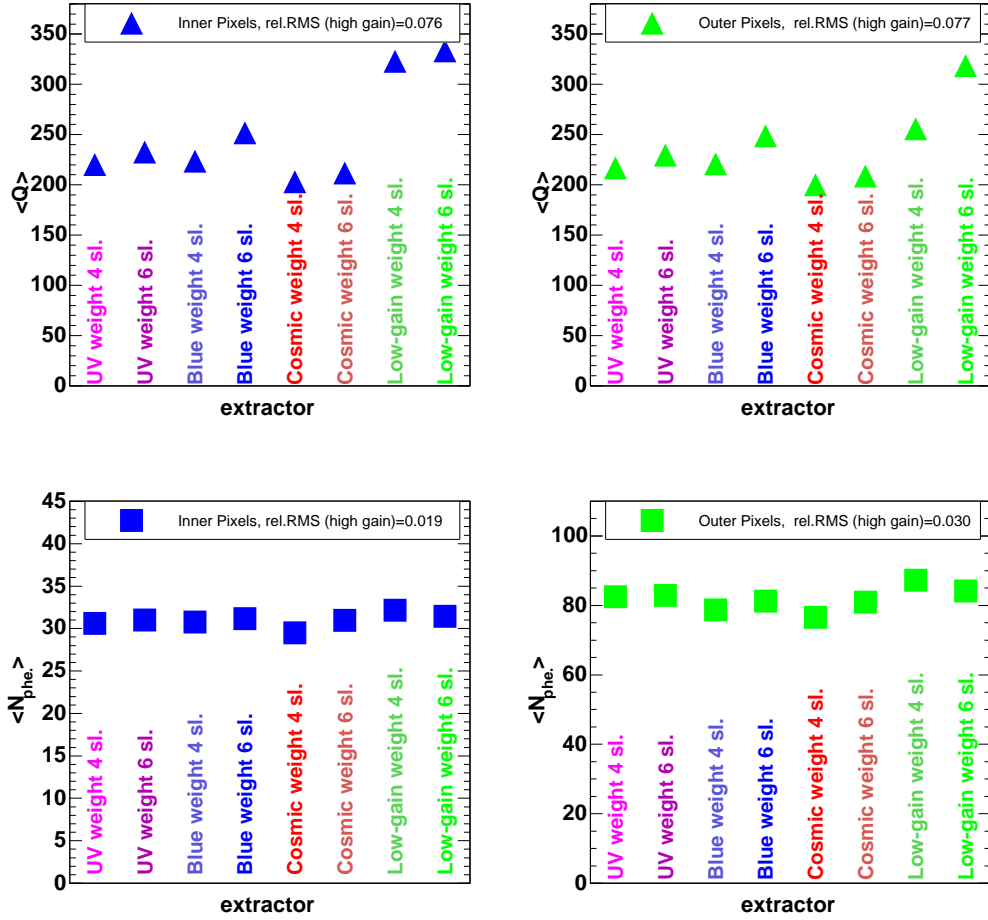 Inner Pixels, rel.RMS (high gain)=0.076
350
300
250
200
150
100
50
0
<Q>
UV weight 4 sl.
UV weight 6 sl.
Blue weight 4 sl.
Blue weight 6 sl.
Cosmic weight 4 sl.
Cosmic weight 6 sl.
Low-gain weight 4 sl.
Low-gain weight 6 sl.
extractor
Outer Pixels, rel.RMS (high gain)=0.077
350
300
250
200
150
100
50
0
<Q>
UV weight 4 sl.
UV weight 6 sl.
Blue weight 4 sl.
Blue weight 6 sl.
Cosmic weight 4 sl.
Cosmic weight 6 sl.
Low-gain weight 4 sl.
Low-gain weight 6 sl.
extractor
Inner Pixels, rel.RMS (high gain)=0.019
45
40
35
30
25
20
15
10
5
0
<Nphe.>
UV weight 4 sl.
UV weight 6 sl.
Blue weight 4 sl.
Blue weight 6 sl.
Cosmic weight 4 sl.
Cosmic weight 6 sl.
Low-gain weight 4 sl.
Low-gain weight 6 sl.
extractor
Outer Pixels, rel.RMS (high gain)=0.030
100
80
60
40
20
0
<Nphe.>
UV weight 4 sl.
UV weight 6 sl.
Blue weight 4 sl.
Blue weight 6 sl.
Cosmic weight 4 sl.
Cosmic weight 6 sl.
Low-gain weight 4 sl.
Low-gain weight 6 sl.
extractor